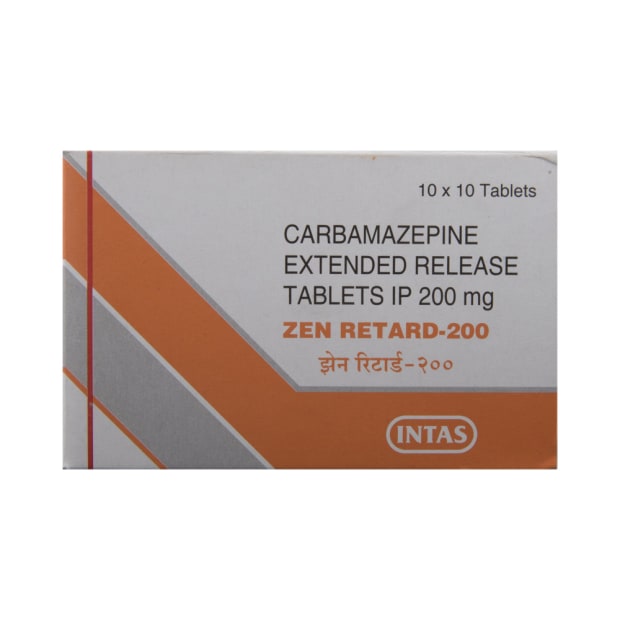 10 x 10 Tablets
CARBAMAZEPINE
EXTENDED RELEASE
TABLETS IP 200 mg
ZEN RETARD-200
झेन रिटार्ड-२००
INTAS